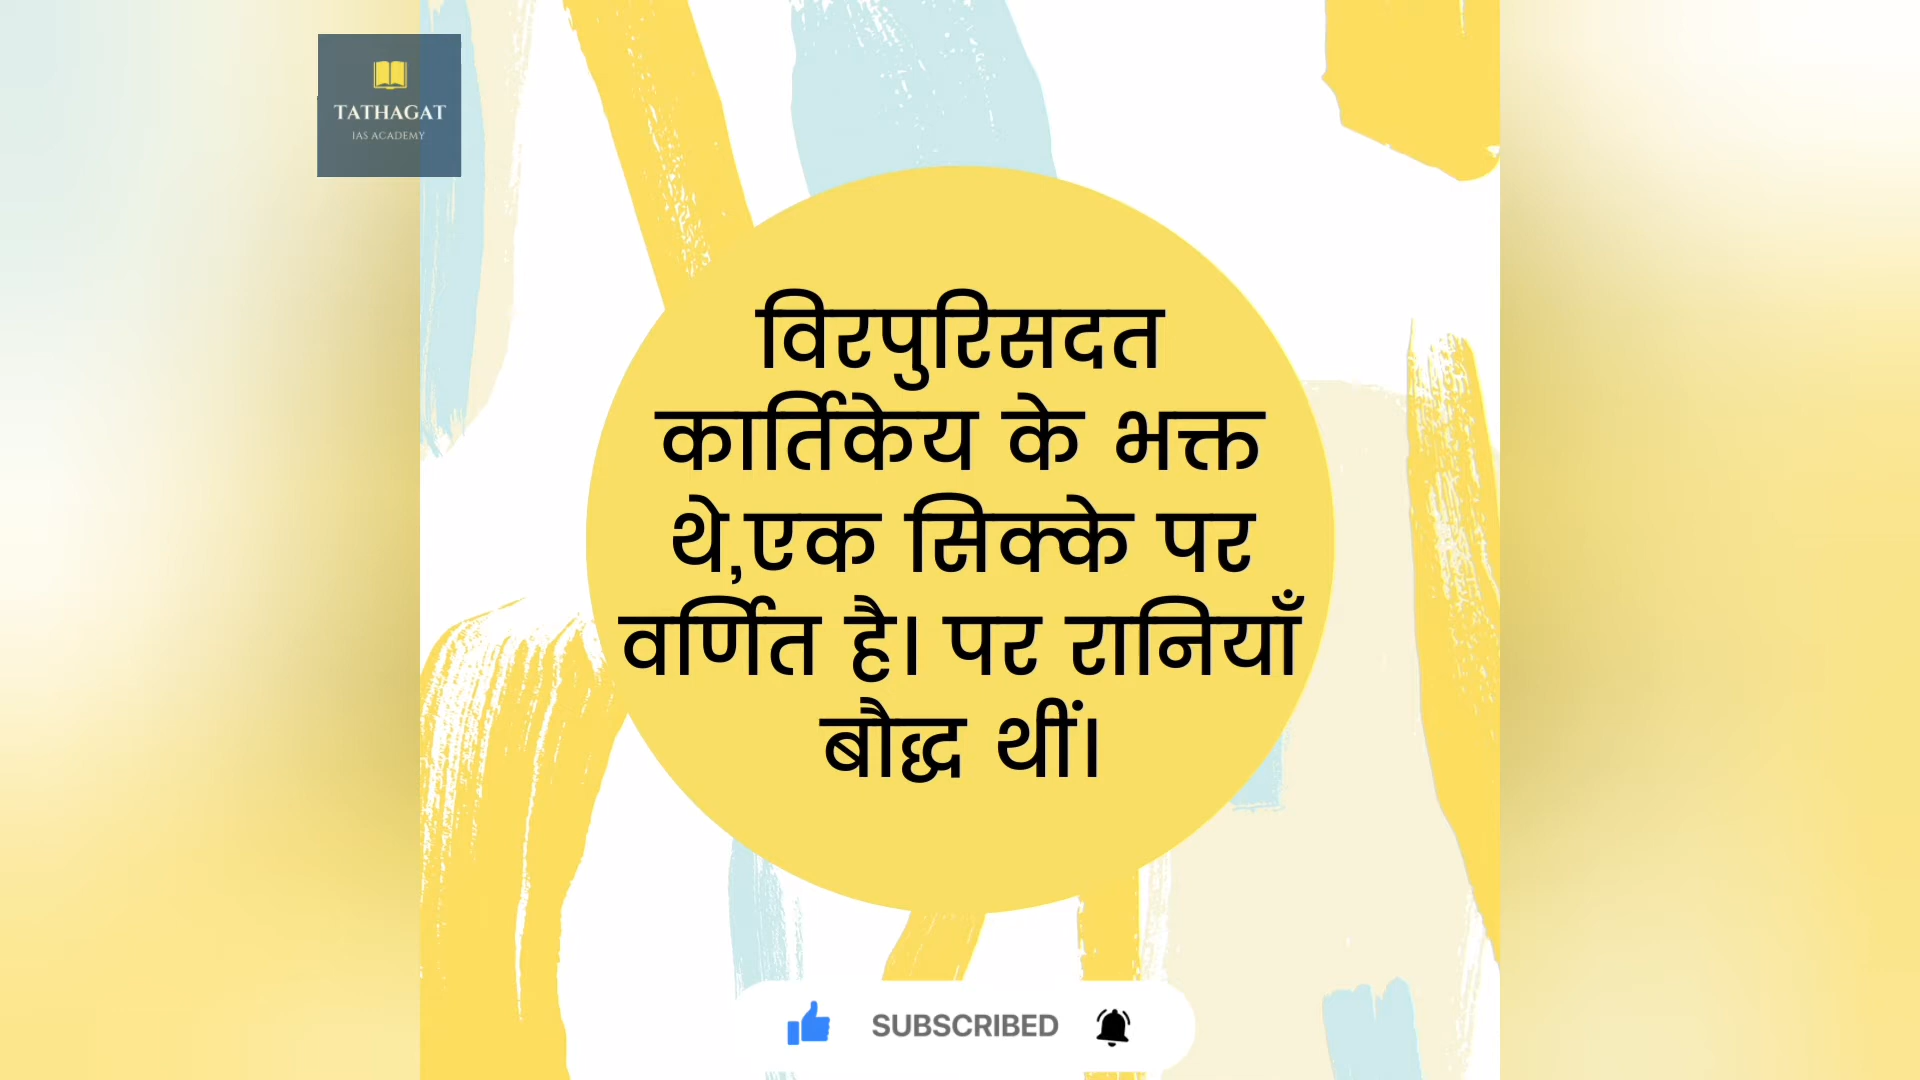 TATHAGAT
IAS ACADEMY
विरपुरिसदत
कार्तिकेय के भक्त
थे,एक सिक्के पर
वर्णित है। पर रानियाँ
बौद्ध थीं।
SUBSCRIBED